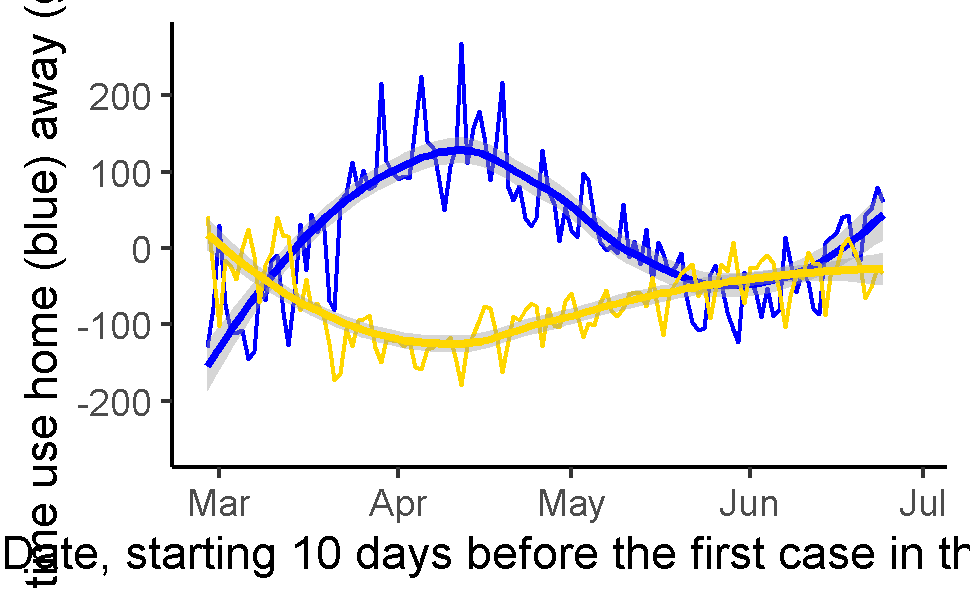 time use home (blue) away (
200
100
0
-100
-200
Mar Apr May Jun Jul
Date, starting 10 days before the first case in th